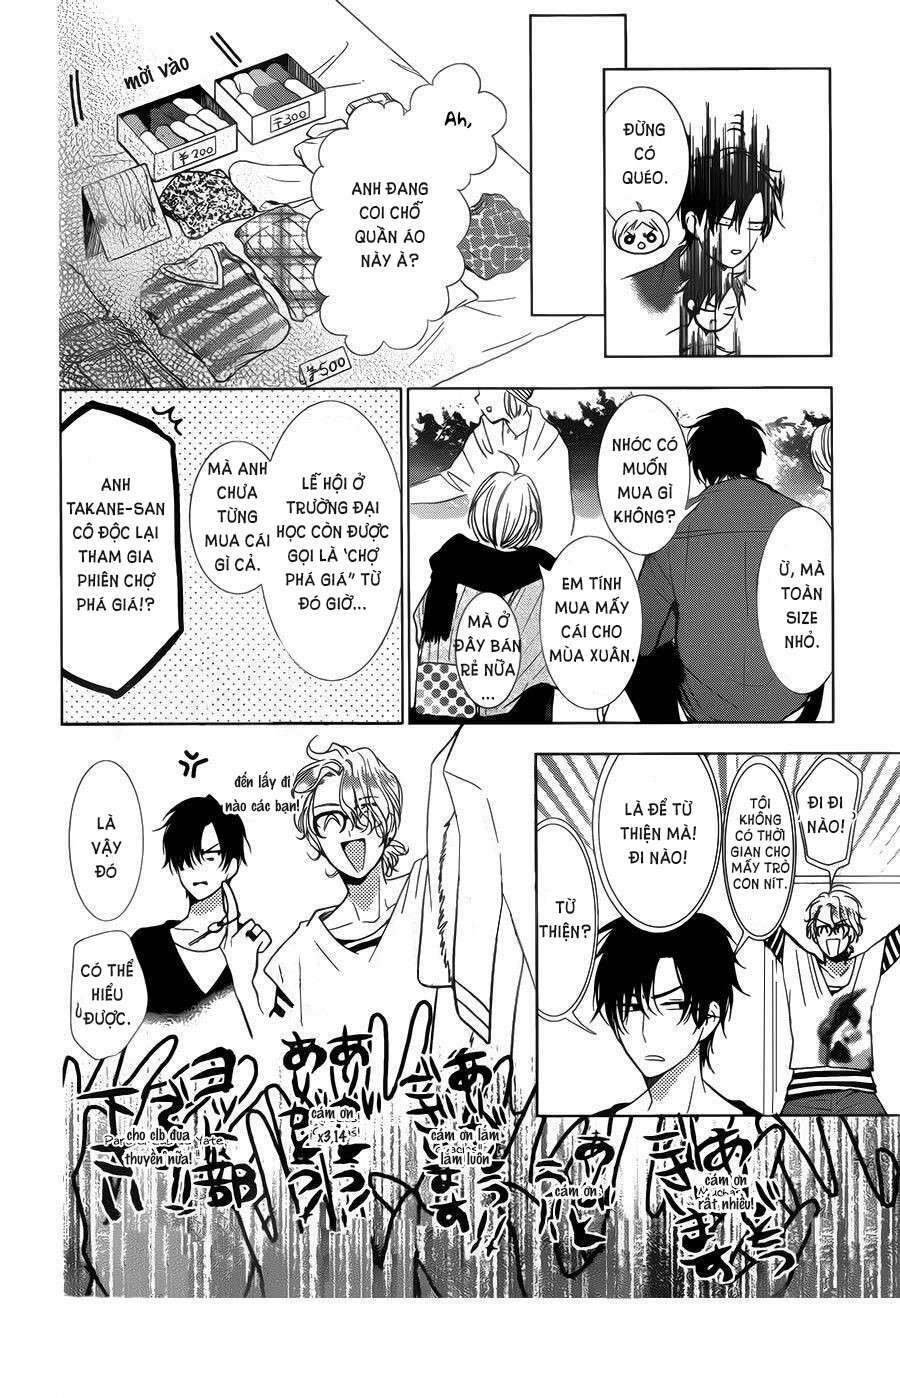 ĐỪNG
CÓ
QUÉO.
mời vào
¥300
¥200
Ah,
ANH ĐANG
COI CHỖ
QUẦN ÁO
NÀY À?
¥500
NHÓC CÓ
MUỐN
MUA GÌ
KHÔNG?
Ừ, MÀ
TOÀN
SIZE
NHỎ.
EM TÍNH
MUA MẤY
CÁI CHO
MÙA XUÂN.
MÀ Ở
ĐÂY BÁN
RẺ NỮA
...
LỄ HỘI Ở
TRƯỜNG ĐẠI
HỌC CÒN ĐƯỢC
GỌI LÀ ‘CHỢ
PHÁ GIÁ” TỪ
ĐÓ GIỜ...
MÀ ANH
CHƯA
TỪNG
MUA CÁI
GÌ CẢ.
ANH
TAKANE-SAN
CÔ ĐỘC LẠI
THAM GIA
PHIÊN CHỢ
PHÁ GIÁ!?
ĐI ĐI
NÀO!
TÔI
KHÔNG
CÓ THỜI
GIAN CHO
MẤY TRÒ
CON NÍT.
LÀ ĐỂ TỪ
THIỆN MÀ!
ĐI NÀO!
TỪ
THIỆN?
đến lấy đi
nào các bạn!
LÀ
VẬY
ĐÓ
CÓ THỂ
HIỂU
ĐƯỢC.
cám ơn
rất nhiều!
cám ơn
cám ơn lắm
lắm luôn
cám ơn
x3,14
cho clb đua
thuyền nữa!